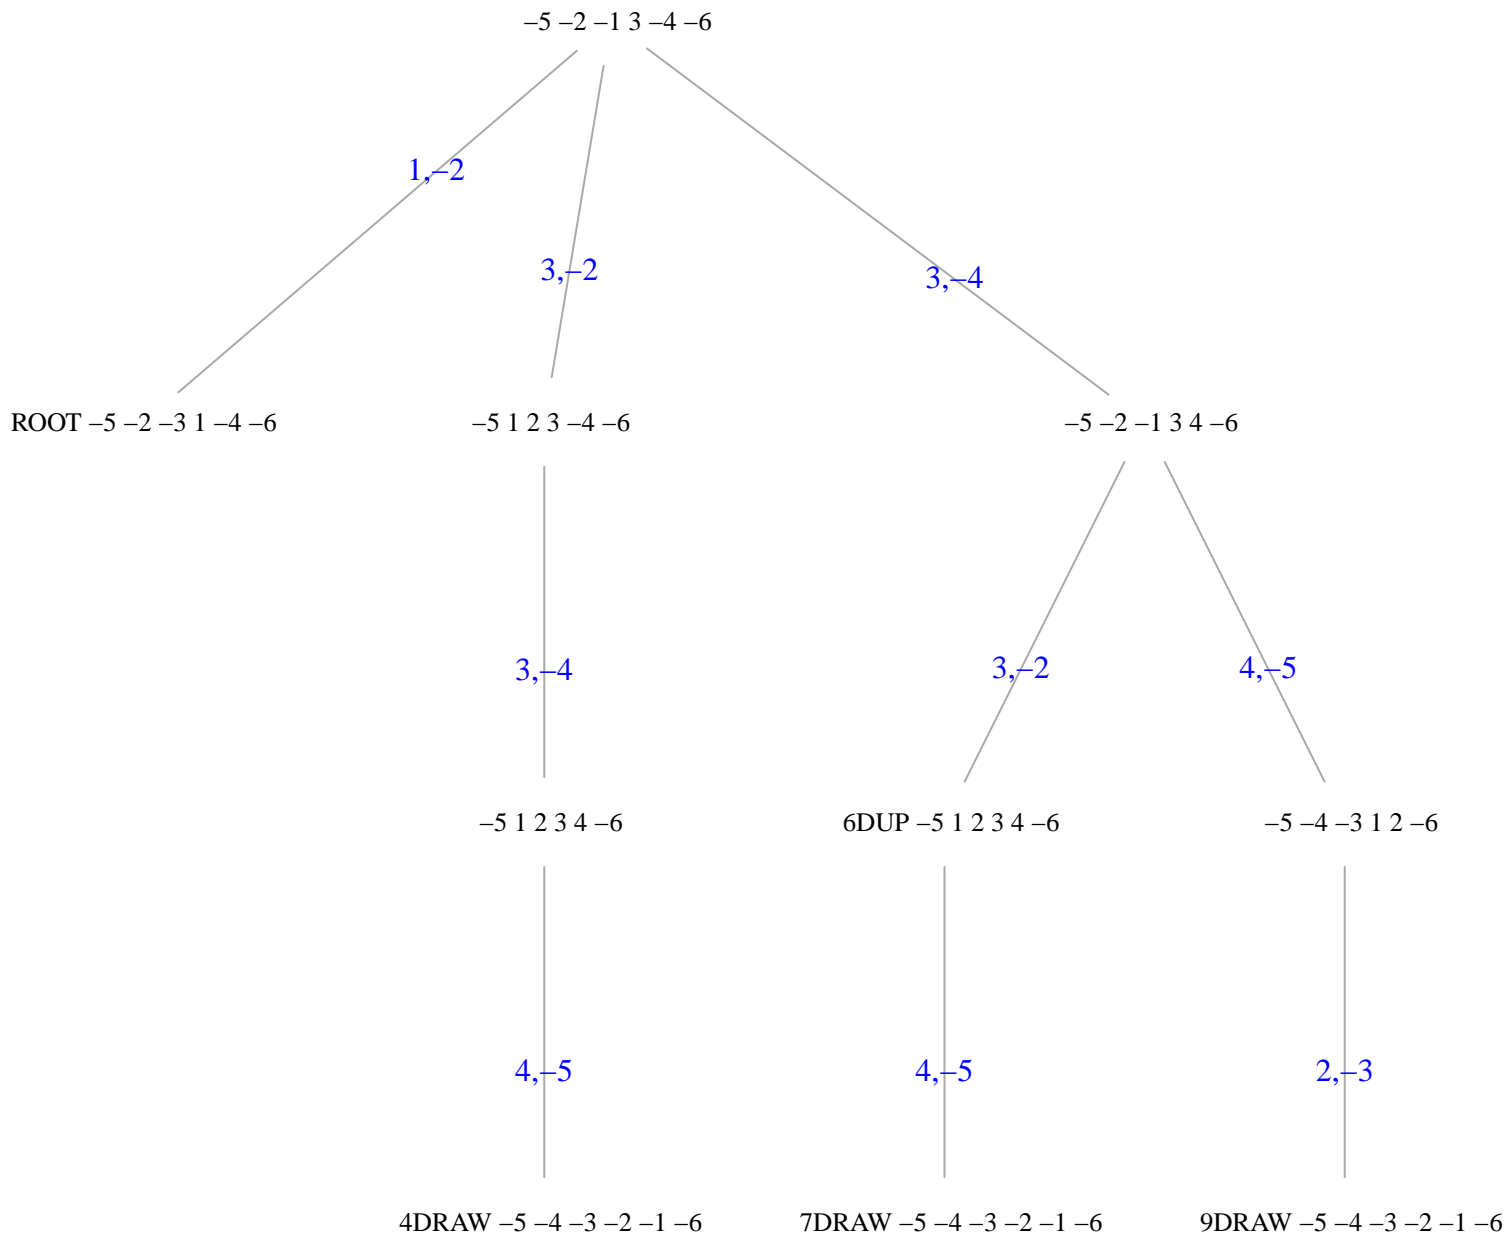 –5 –2 –1 3 –4 –6
1,–2
3,–2
3,–4
ROOT –5 –2 –3 1 –4 –6
–5 1 2 3 –4 –6
–5 –2 –1 3 4 –6
3,–4
3,–2
4,–5
–5 1 2 3 4 –6
6DUP –5 1 2 3 4 –6
–5 –4 –3 1 2 –6
4,–5
4,–5
2,–3
4DRAW –5 –4 –3 –2 –1 –6
7DRAW –5 –4 –3 –2 –1 –6
9DRAW –5 –4 –3 –2 –1 –6